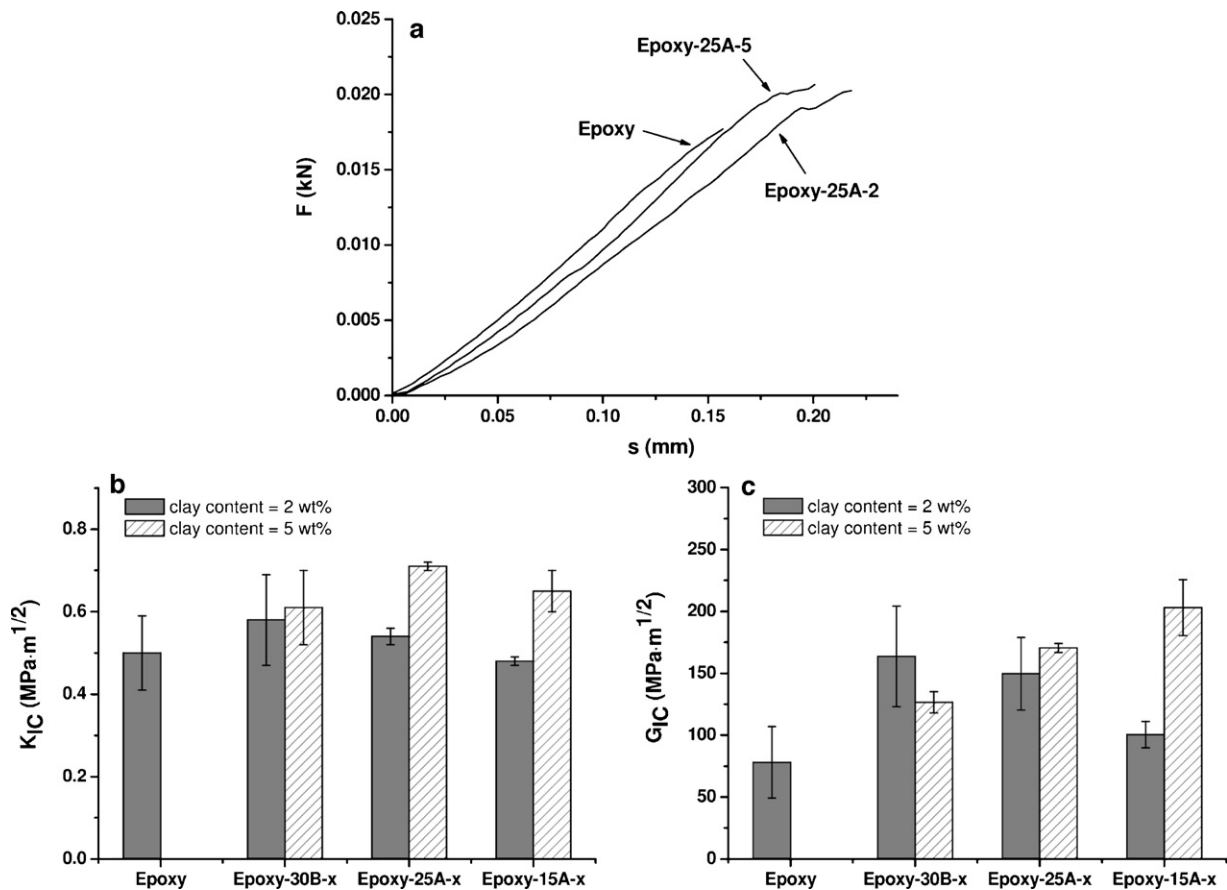 a
0.025
0.020
0.015
0.010
0.005
0.000
F (kN)
Epoxy-25A-5
Epoxy
Epoxy-25A-2
0.00 0.05 0.10 0.15 0.20
s (mm)
b
clay content = 2 wt%
clay content = 5 wt%
0.8
0.6
0.4
0.2
0.0
KIC (MPa·m1/2)
Epoxy Epoxy-30B-x Epoxy-25A-x Epoxy-15A-x
c
clay content = 2 wt%
clay content = 5 wt%
300
250
200
150
100
50
0
GIC (MPa·m1/2)
Epoxy Epoxy-30B-x Epoxy-25A-x Epoxy-15A-x